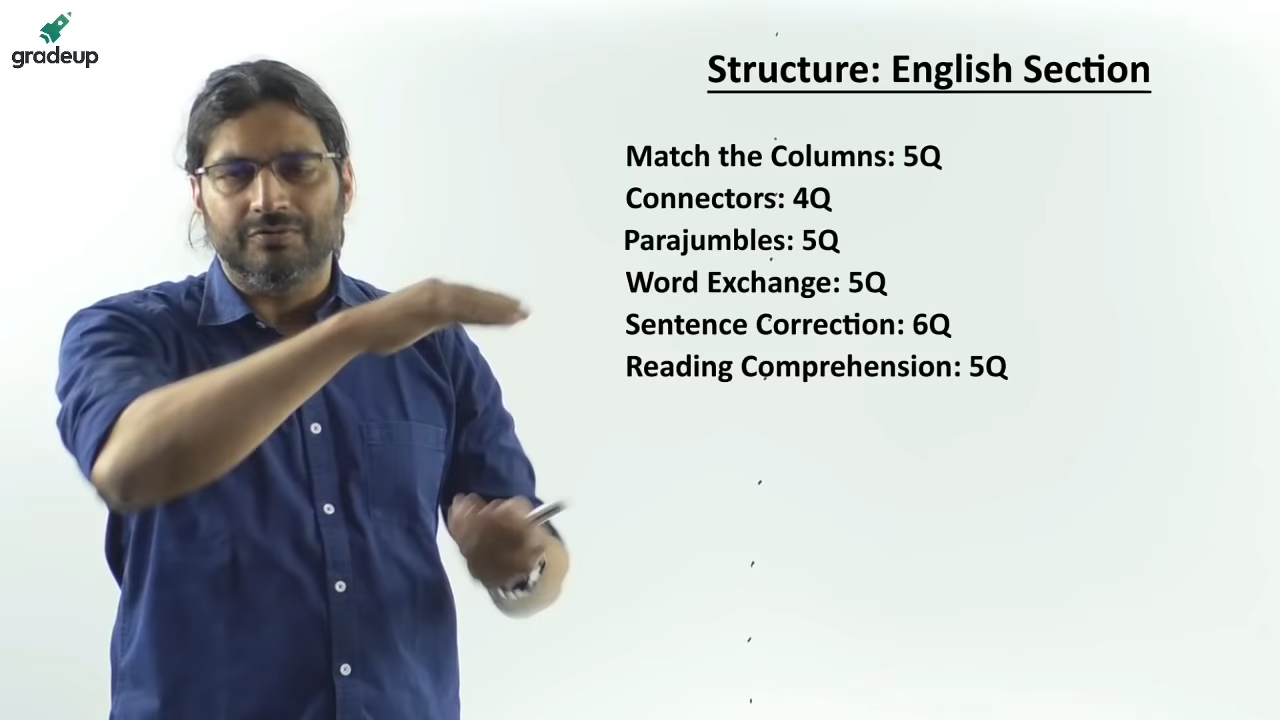 gradeup
Structure: English Section
Match the Columns: 5Q
Connectors: 4Q
Parajumbles: 5Q
Word Exchange: 5Q
Sentence Correction: 6Q
Reading Comprehension: 5Q